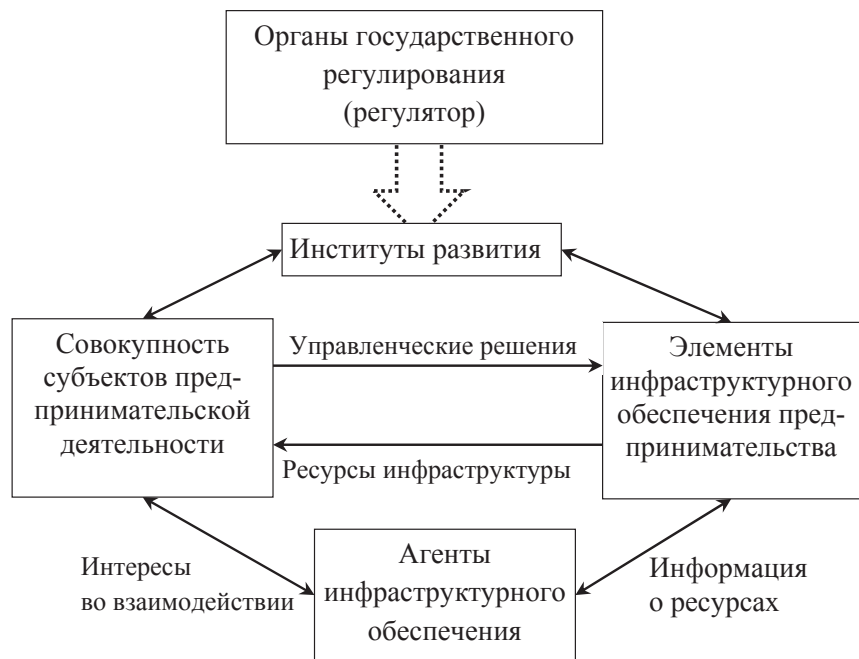 Органы государственного
регулирования
(регулятор)
Институты развития
Совокупность
субъектов пред-
принимательской
деятельности
Управленческие решения
Ресурсы инфраструктуры
Элементы
инфраструктурного
обеспечения пред-
принимательства
Интересы
во взаимодействии
Агенты
инфраструктурного
обеспечения
Информация
о ресурсах